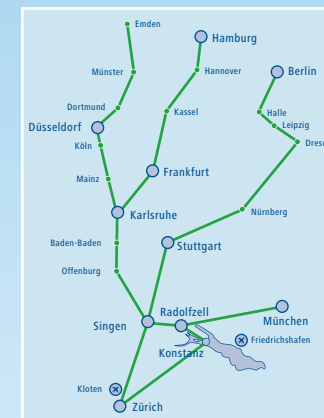 Emden
Hamburg
Münster
Hannover
Berlin
Dortmund
Kassel
Halle
Düsseldorf
Leipzig
Köln
Dresd
Frankfurt
Mainz
Karlsruhe
Nürnberg
Baden-Baden
Stuttgart
Offenburg
Radolfzell
München
Singen
Friedrichshafen
Konstanz
Kloten
Zürich